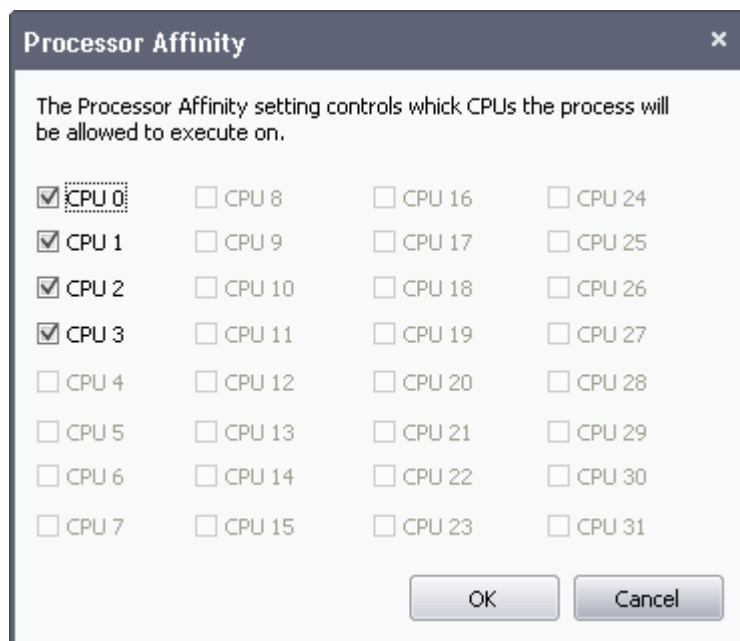 Processor Affinity
The Processor Affinity setting controls whick CPUs the process will
be allowed to execute on.
CPU 0 CPU 8 CPU 16 CPU 24
CPU 1 CPU 9 CPU 17 CPU 25
CPU 2 CPU 10 CPU 18 CPU 26
CPU 3 CPU 11 CPU 19 CPU 27
CPU 4 CPU 12 CPU 20 CPU 28
CPU 5 CPU 13 CPU 21 CPU 29
CPU 6 CPU 14 CPU 22 CPU 30
CPU 7 CPU 15 CPU 23 CPU 31
OK Cancel